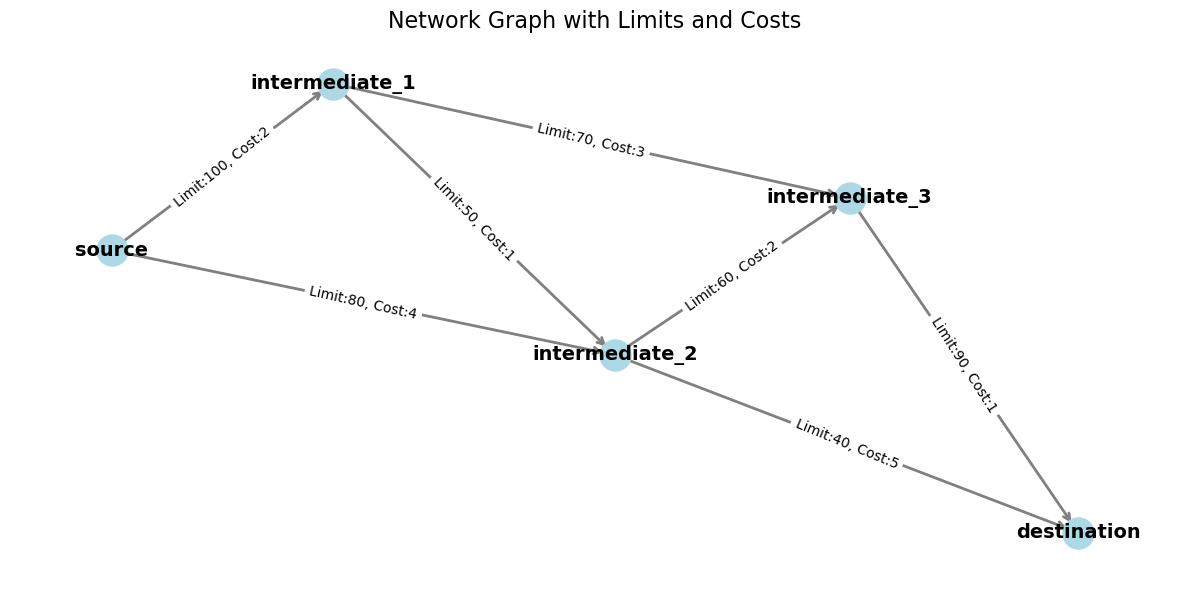 Network Graph with Limits and Costs
intermediate_1
Limit:100, Cost:2
Limit:70, Cost:3
Limit:50, Cost:1
intermediate_3
source
Limit:80, Cost:4
Limit:60, Cost:2
intermediate_2
Limit:90, Cost:1
Limit:40, Cost:5
destination